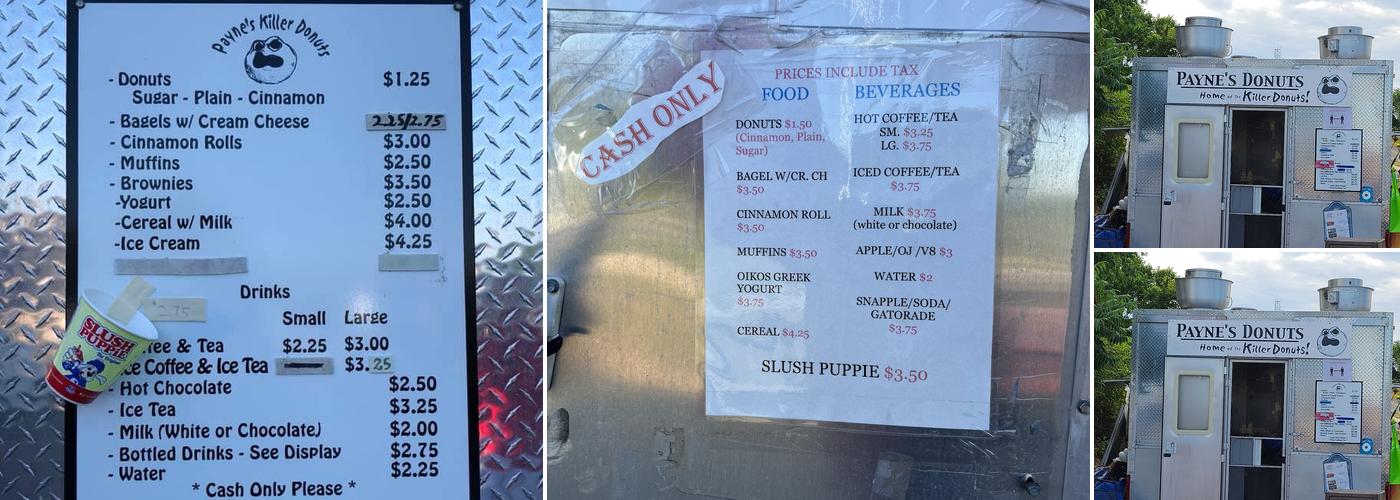 Payne's Killer Donuts
- Donuts $1.25
Sugar - Plain - Cinnamon
- Bagels w/ Cream Cheese 2.25/2.75
- Cinnamon Rolls $3.00
- Muffins $2.50
- Brownies $3.50
-Yogurt $2.50
-Cereal w/ Milk $4.00
-Ice Cream $4.25
Drinks
2.75
Small Large
SLUSH
PUPPiE
fee & Tea $2.25 $3.00
ce Coffee & Ice Tea $3.25
- Hot Chocolate $2.50
- Ice Tea $3.25
- Milk (White or Chocolate) $2.00
- Bottled Drinks - See Display $2.75
- Water $2.25
* Cash Only Please *
CASH ONLY
PRICES INCLUDE TAX
FOOD
DONUTS $1.50
(Cinnamon, Plain,
Sugar)
BAGEL W/CR. CH
$3.50
CINNAMON ROLL
$3.50
MUFFINS $3.50
OIKOS GREEK
YOGURT
$3.75
CEREAL $4.25
BEVERAGES
HOT COFFEE/TEA
SM. $3.25
LG. $3.75
ICED COFFEE/TEA
$3.75
MILK $3.75
(white or chocolate)
APPLE/OJ /V8 $3
WATER $2
SNAPPLE/SODA/
GATORADE
$3.75
SLUSH PUPPIE $3.50
PAYNE'S DONUTS
Home of the Killer Donuts!
PAYNE'S DONUTS
Home of the Killer Donuts!